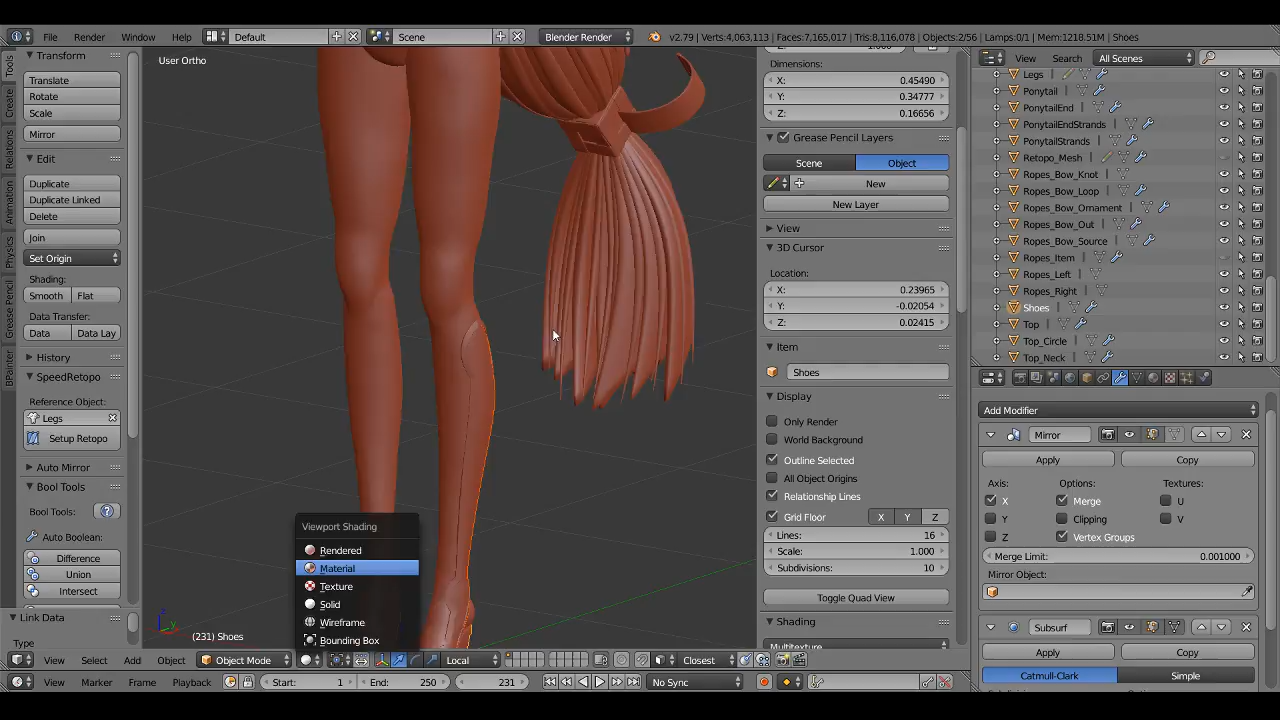 File Render Window Help Default Scene Blender Render v2.79 | Verts:4,063,113 | Faces:7,165,017 | Tris:8,116,078 | Objects:2/56 | Lamps:0/1 | Mem:1218.51M | Shoes
Tools
Create
Relations
Animation
Physics
Grease Pencil
BPainter
Transform
Translate
Rotate
Scale
Mirror
Edit
Duplicate
Duplicate Linked
Delete
Join
Set Origin
Shading:
Smooth Flat
Data Transfer:
Data Data Lay
History
SpeedRetopo
Reference Object:
Legs
Setup Retopo
Auto Mirror
Bool Tools
Bool Tools:
Auto Boolean:
Difference
Union
Intersect
Link Data
Type
User Ortho
Viewport Shading
Rendered
Material
Texture
Solid
Wireframe
Bounding Box
(231) Shoes
View Select Add Object Object Mode Local Closest
View Marker Frame Playback Start: 1 End: 250 231 No Sync
Dimensions:
X: 0.45490
Y: 0.34777
Z: 0.16656
Grease Pencil Layers
Scene Object
New
New Layer
View
3D Cursor
Location:
X: 0.23965
Y: -0.02054
Z: 0.02415
Item
Shoes
Display
Only Render
World Background
Outline Selected
All Object Origins
Relationship Lines
Grid Floor X Y Z
Lines: 16
Scale: 1.000
Subdivisions: 10
Toggle Quad View
Shading
Multitexture
View Search All Scenes
Legs
Ponytail
PonytailEnd
PonytailEndStrands
PonytailStrands
Retopo_Mesh
Ropes_Bow_Knot
Ropes_Bow_Loop
Ropes_Bow_Ornament
Ropes_Bow_Out
Ropes_Bow_Source
Ropes_Item
Ropes_Left
Ropes_Right
Shoes
Top
Top_Circle
Top_Neck
Add Modifier
Mirror
Apply Copy
Axis: Options: Textures:
X Merge U
Y Clipping V
Z Vertex Groups
Merge Limit: 0.001000
Mirror Object:
Subsurf
Apply Copy
Catmull-Clark Simple